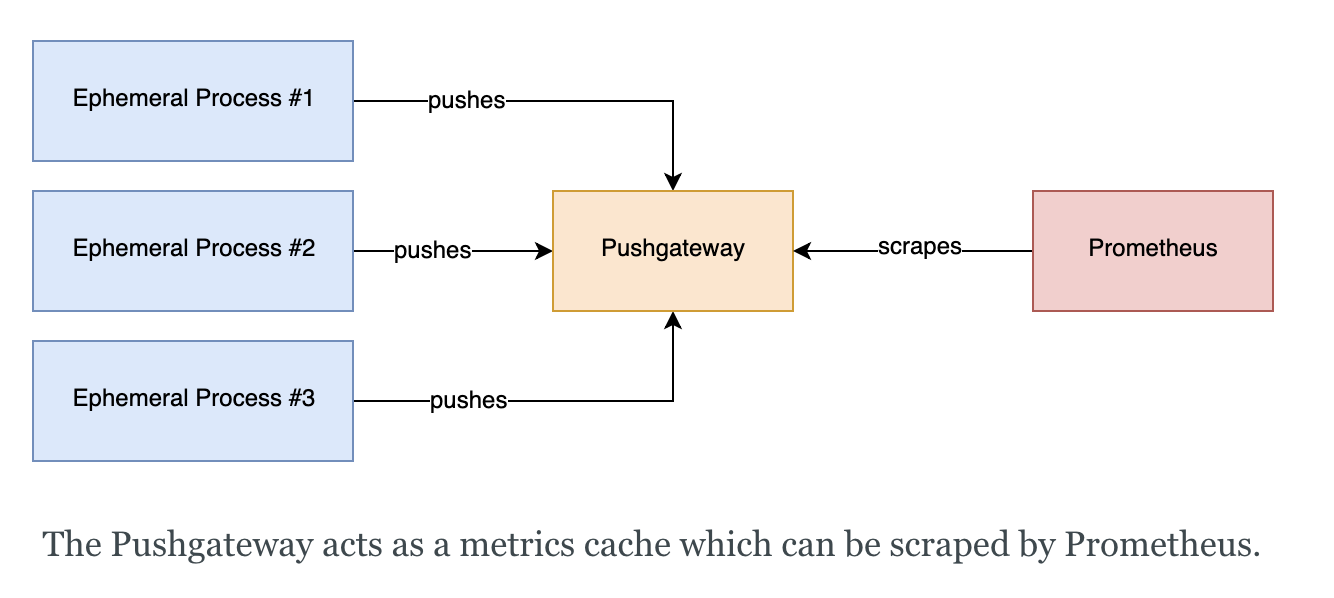 Ephemeral Process #1
pushes
Ephemeral Process #2
pushes
Pushgateway
scrapes
Prometheus
Ephemeral Process #3
pushes
The Pushgateway acts as a metrics cache which can be scraped by Prometheus.